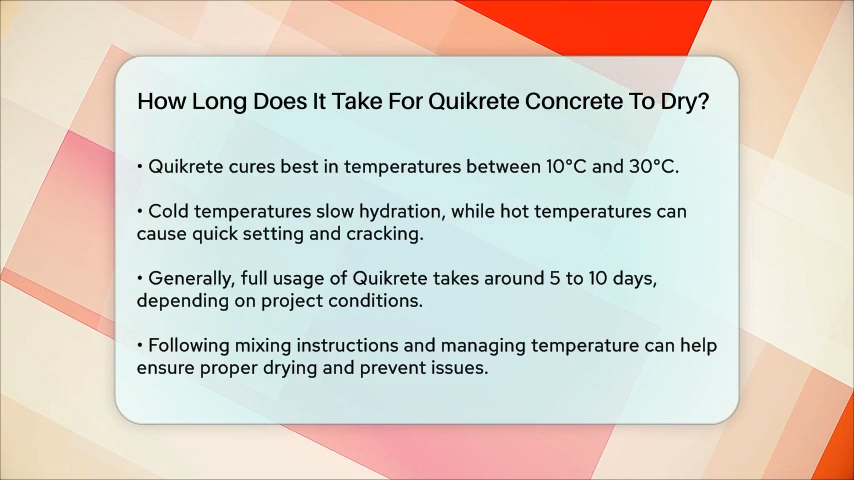 How Long Does It Take For Quikrete Concrete To Dry?
• Quikrete cures best in temperatures between 10°C and 30°C.
• Cold temperatures slow hydration, while hot temperatures can
cause quick setting and cracking.
• Generally, full usage of Quikrete takes around 5 to 10 days,
depending on project conditions.
• Following mixing instructions and managing temperature can help
ensure proper drying and prevent issues.